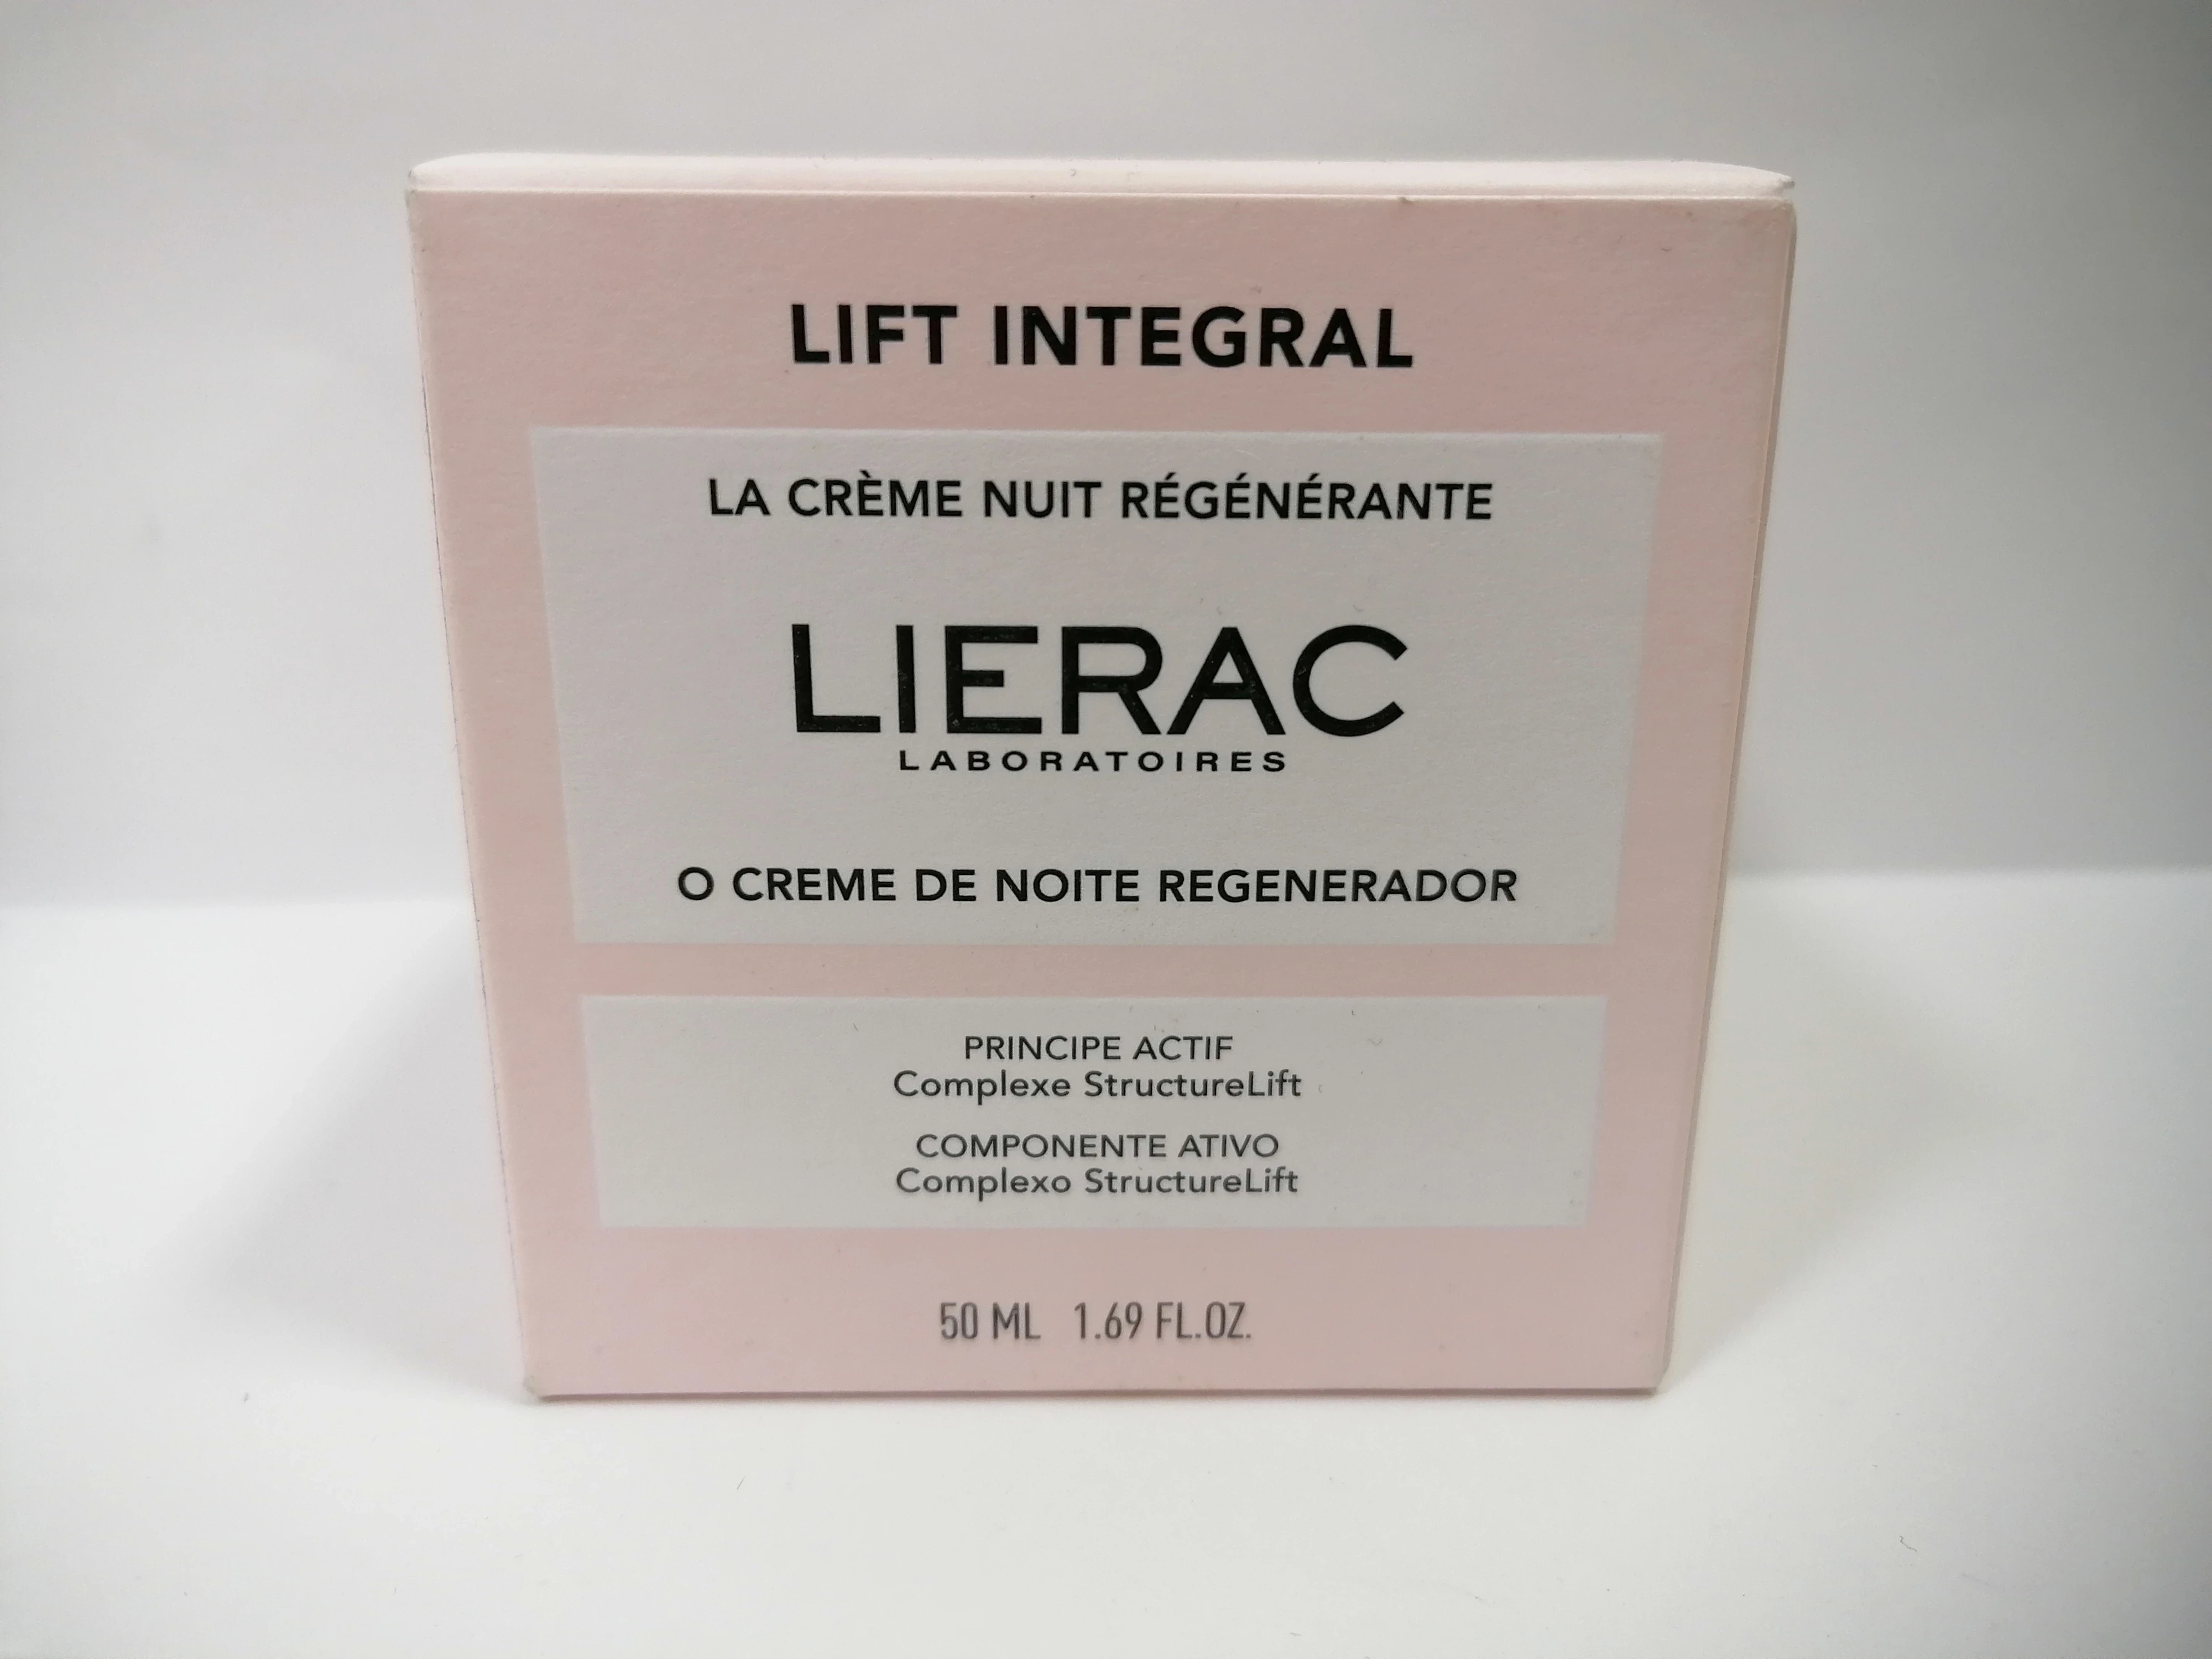 LIFT INTEGRAL
LA CRÈME NUIT RÉGÉNÉRANTE
LIERAC
LABORATOIRES
O CREME DE NOITE REGENERADOR
PRINCIPE ACTIF
Complexe StructureLift
COMPONENTE ATIVO
Complexo StructureLift
50 ML 1.69 FL.OZ.